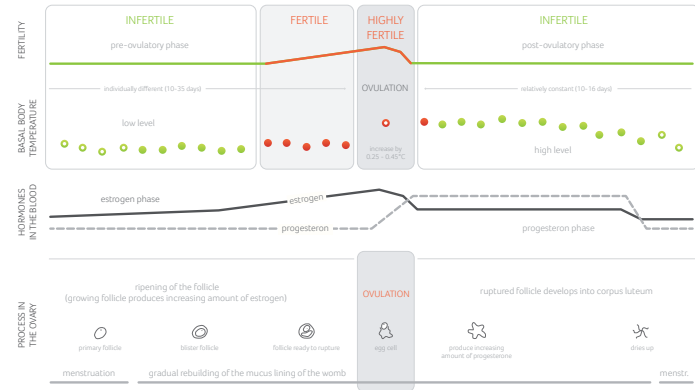 FERTILITY
INFERTILE
FERTILE
HIGHLY
FERTILE
INFERTILE
pre-ovulatory phase
post-ovulatory phase
individually different (10-35 days)
OVULATION
relatively constant (10-16 days)
BASAL BODY
TEMPERATURE
low level
increase by
0.25 - 0.45°C
high level
HORMONES
IN THE BLOOD
estrogen phase
estrogen
progesteron
progesteron phase
PROCESS IN
THE OVARY
ripening of the follicle
(growing follicle produces increasing amount of estrogen)
OVULATION
ruptured follicle develops into corpus luteum
primary follicle
blister follicle
follicle ready to rupture
egg cell
produce increasing
amount of progesterone
dries up
menstruation
gradual rebuilding of the mucus lining of the womb
menstr.